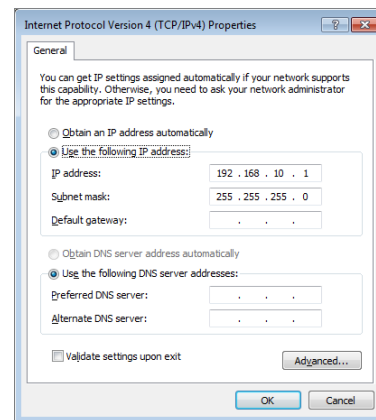 Internet Protocol Version 4 (TCP/IPv4) Properties
General
You can get IP settings assigned automatically if your network supports
this capability. Otherwise, you need to ask your network administrator
for the appropriate IP settings.
Obtain an IP address automatically
Use the following IP address:
IP address: 192 . 168 . 10 . 1
Subnet mask: 255 . 255 . 255 . 0
Default gateway: . . .
Obtain DNS server address automatically
Use the following DNS server addresses:
Preferred DNS server: . . .
Alternate DNS server: . . .
Validate settings upon exit
Advanced...
OK Cancel